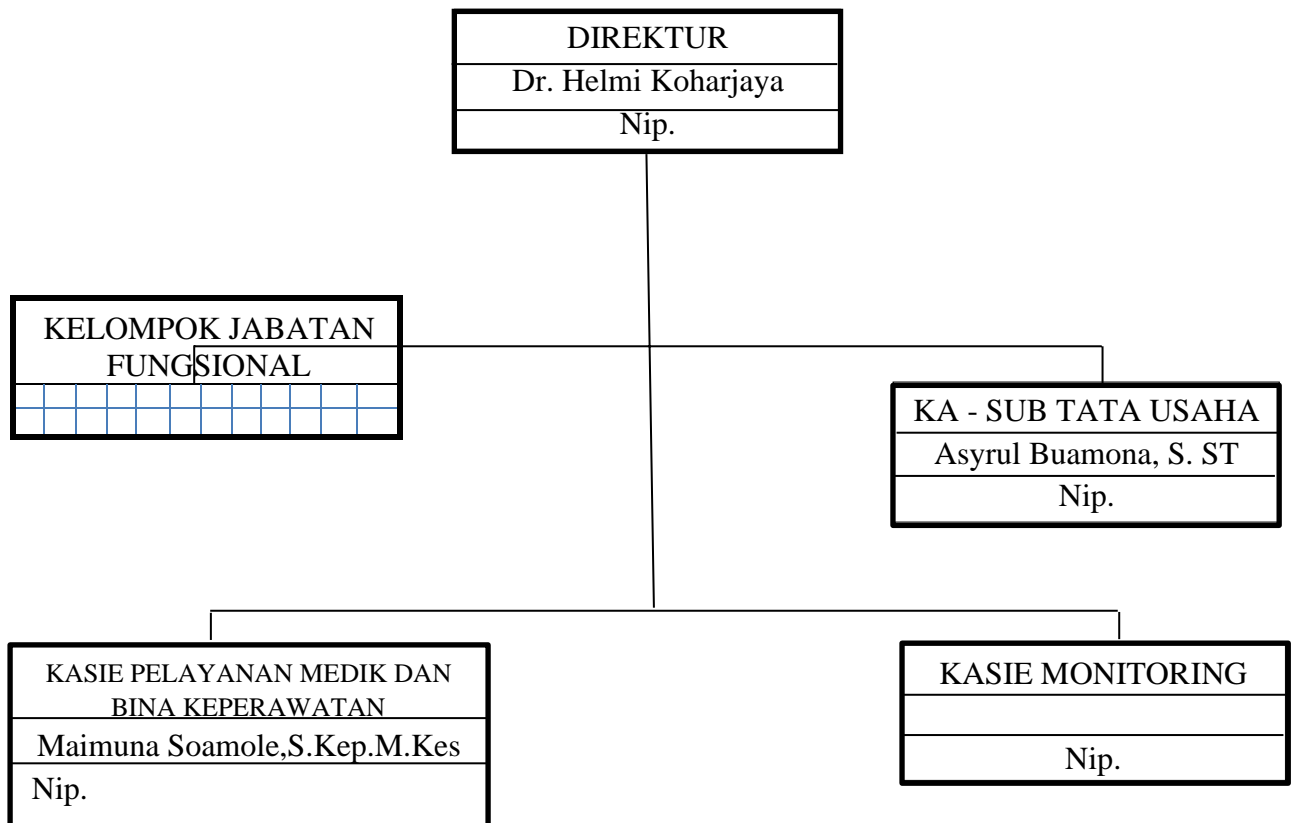 DIREKTUR
Dr. Helmi Koharjaya
Nip.
KELOMPOK JABATAN
FUNGSIONAL
KA - SUB TATA USAHA
Asyrul Buamona, S. ST
Nip.
KASIE PELAYANAN MEDIK DAN
BINA KEPERAWATAN
Maimuna Soamole,S.Kep.M.Kes
Nip.
KASIE MONITORING
Nip.